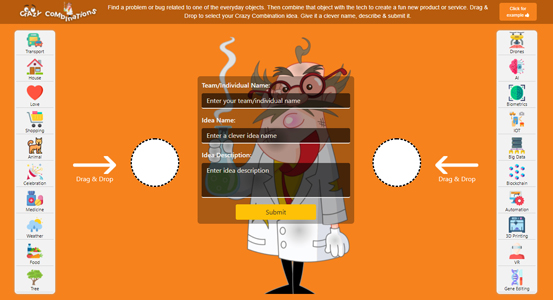 CRAZY COMBINATIONS
Find a problem or bug related to one of the everyday objects. Then combine that object with the tech to create a fun new product or service. Drag &
Drop to select your Crazy Combination idea. Give it a clever name, describe & submit it.
Click for
example
Transport
House
Love
Shopping
Animal
Celebration
Medicine
Weather
Food
Tree
Drag & Drop
Team/Individual Name:
Enter your team/individual name
Idea Name:
Enter a clever idea name
Idea Description:
Enter idea description
Submit
Drag & Drop
Drones
AI
Biometrics
IOT
Big Data
Blockchain
Automation
3D Printing
VR
Gene Editing